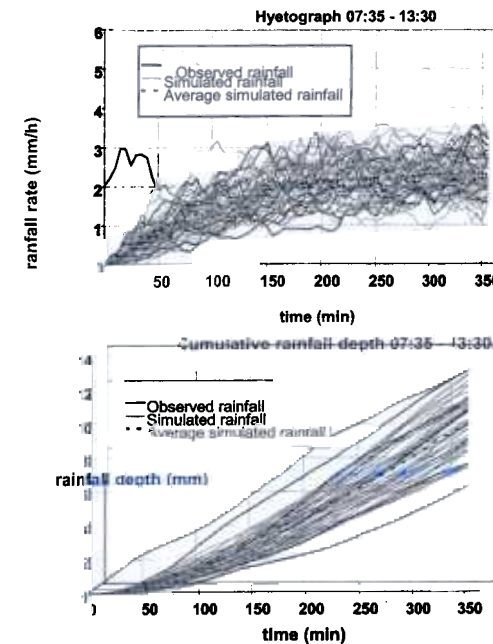 Hyetograph 07:35 - 13:30
6
5
4
3
2
1
Observed rainfall
Simulated rainfall
Average simulated rainfall
ranfall rate (mm/h)
50 100 150 200 250 300 350
time (min)
Cumulative rainfall depth 07:35 - 13:30
Observed rainfall
Simulated rainfall
Average simulated rainrall
rainfall depth (mm)
50 100 150 200 250 300 350
time (min)